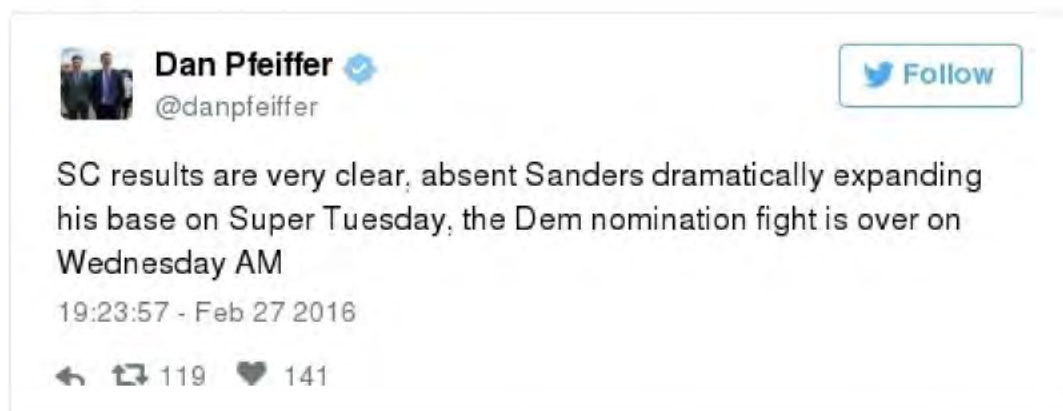 Dan Pfeiffer
@danpfeiffer
Follow
SC results are very clear, absent Sanders dramatically expanding
his base on Super Tuesday, the Dem nomination fight is over on
Wednesday AM
19:23:57 - Feb 27 2016
119 141